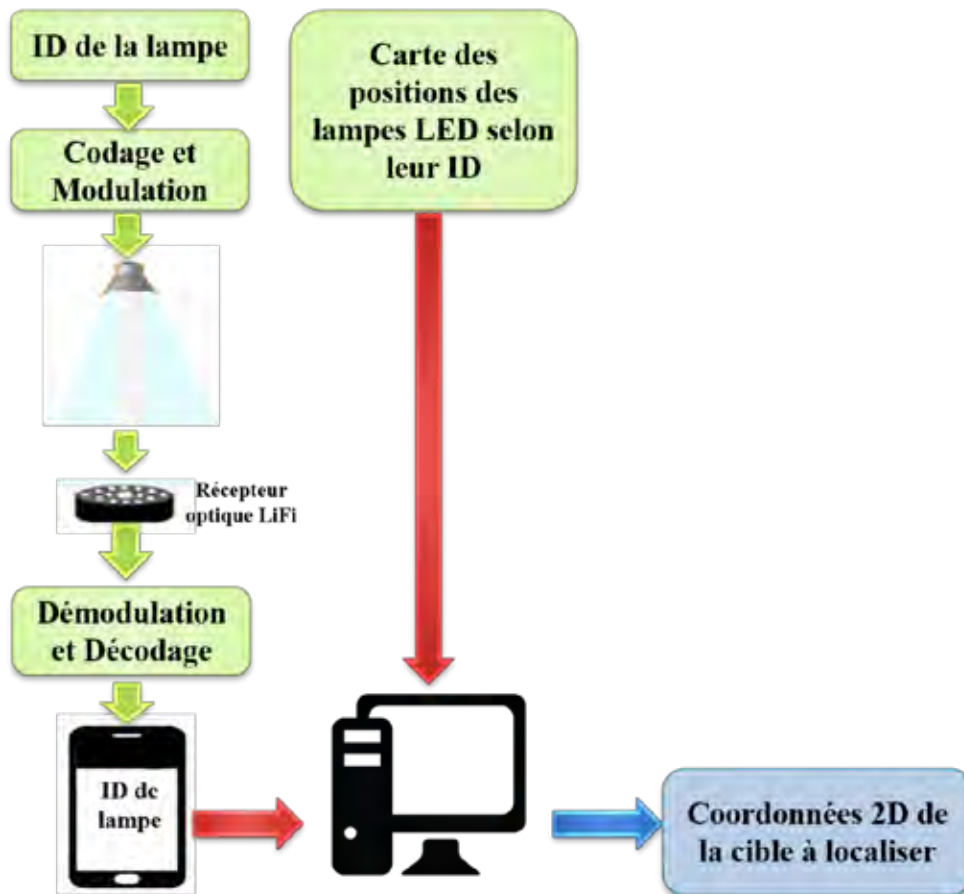 ID de la lampe
Codage et
Modulation
Carte des
positions des
lampes LED selon
leur ID
Récepteur
optique LiFi
Démodulation
et Décodage
ID de
lampe
Coordonnées 2D de
la cible à localiser